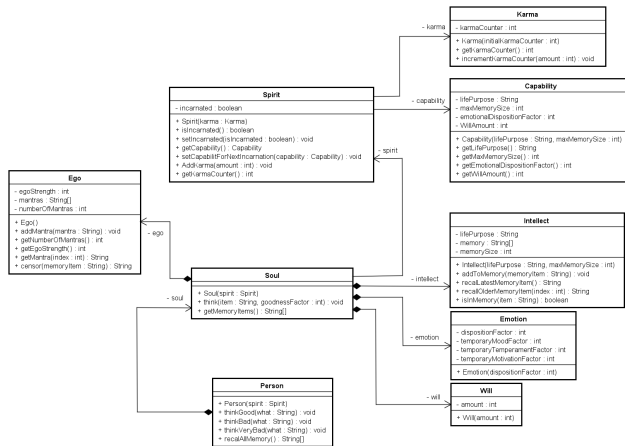 Karma
- karmaCounter : int
+ Karma(initialKarmaCounter : int)
+ getKarmaCounter() : int
+ incrementKarmaCounter(amount : int) : void
- karma
Spirit
- incarnated : boolean
+ Spirit(karma : Karma)
+ isIncarnated() : boolean
+ setIncarnated(isIncarnated : boolean) : void
+ getCapability() : Capability
+ setCapabilitForNextIncarnation(capability : Capability) : void
+ AddKarma(amount : int) : void
+ getKarmaCounter() : int
- capability
Capability
- lifePurpose : String
- maxMemorySize : int
- emotionalDispositionFactor : int
- WillAmount : int
+ Capability(lifePurpose : String, maxMemorySize : int)
+ getLifePurpose() : String
+ getMaxMemorySize() : int
+ getEmotionalDispositionFactor() : int
+ getWillAmount() : int
- spirit
Ego
- egoStrength : int
- mantras : String[]
- numberOfMantras : int
+ Ego()
+ addMantra(mantra : String) : void
+ getNumberOfMantras() : int
+ getEgoStrength() : int
+ getMantra(index : int) : String
+ censor(memoryItem : String) : String
- ego
Intellect
- lifePurpose : String
- memory : String[]
- memorySize : int
+ Intellect(lifePurpose : String, maxMemorySize : int)
+ addToMemory(memoryItem : String) : void
+ recalLatestMemoryItem() : String
+ recallOlderMemoryItem(index : int) : String
+ isInMemory(item : String) : boolean
- intellect
Soul
+ Soul(spirit : Spirit)
+ think(item : String, goodnessFactor : int) : void
+ getMemoryItems() : String[]
- soul
- emotion
Emotion
- dispositionFactor : int
- temporaryMoodFactor : int
- temporaryTemperamentFactor : int
- temporaryMotivationFactor : int
+ Emotion(dispositionFactor : int)
Person
+ Person(spirit : Spirit)
+ thinkGood(what : String) : void
+ thinkBad(what : String) : void
+ thinkVeryBad(what : String) : void
+ recalAllMemory() : String[]
- will
Will
- amount : int
+ Will(amount : int)